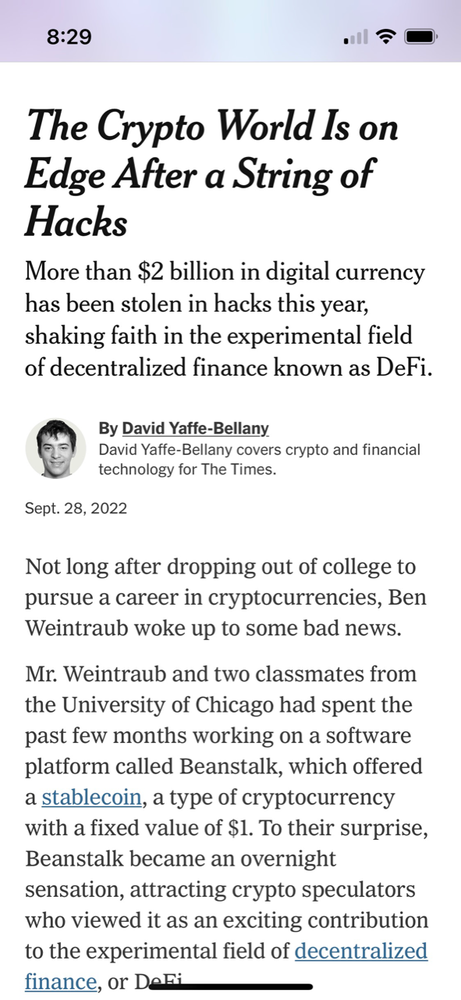 8:29
The Crypto World Is on
Edge After a String of
Hacks
More than $2 billion in digital currency
has been stolen in hacks this year,
shaking faith in the experimental field
of decentralized finance known as DeFi.
By David Yaffe-Bellany
David Yaffe-Bellany covers crypto and financial
technology for The Times.
Sept. 28, 2022
Not long after dropping out of college to
pursue a career in cryptocurrencies, Ben
Weintraub woke up to some bad news.
Mr. Weintraub and two classmates from
the University of Chicago had spent the
past few months working on a software
platform called Beanstalk, which offered
a stablecoin, a type of cryptocurrency
with a fixed value of $1. To their surprise,
Beanstalk became an overnight
sensation, attracting crypto speculators
who viewed it as an exciting contribution
to the experimental field of decentralized
finance, or DeFi